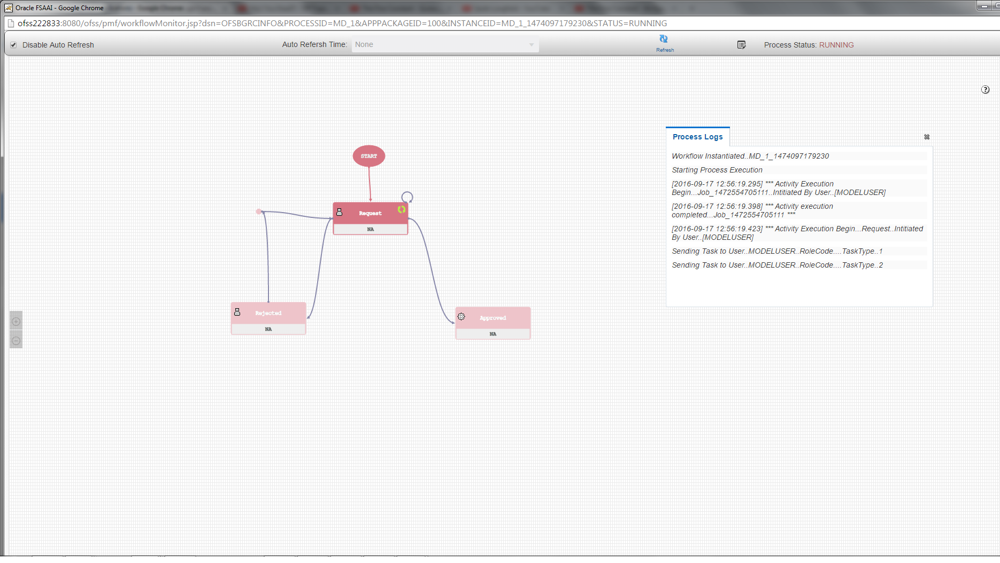 Oracle FSAAI - Google Chrome
ofss222833:8080/ofss/pmf/workflowMonitor.jsp?dsn=OFSBGRCINFO&PROCESSID=MD_1&APPPACKAGEID=100&INSTANCEID=MD_1_1474097179230&STATUS=RUNNING
Disable Auto Refresh
Auto Refersh Time:
None
Refresh
Process Status: RUNNING
?
Process Logs
Workflow Instantiated..MD_1_1474097179230
Starting Process Execution
[2016-09-17 12:56:19.295] *** Activity Execution
Begin...Job_1472554705111..Intitiated By User..[MODELUSER]
[2016-09-17 12:56:19.398] *** Activity execution
completed...Job_1472554705111 ***
[2016-09-17 12:56:19.423] *** Activity Execution Begin...Request..Intitiated
By User..[MODELUSER]
Sending Task to User..MODELUSER..RoleCode....TaskType..1
Sending Task to User..MODELUSER..RoleCode....TaskType..2
START
Request
NA
Rejected
NA
Approved
NA